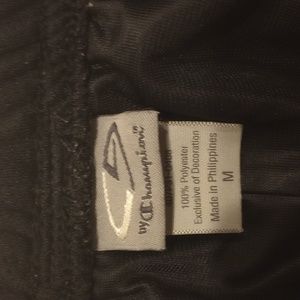 by Champion
100% Polyester
Exclusive of Decoration
Made in Philippines
M